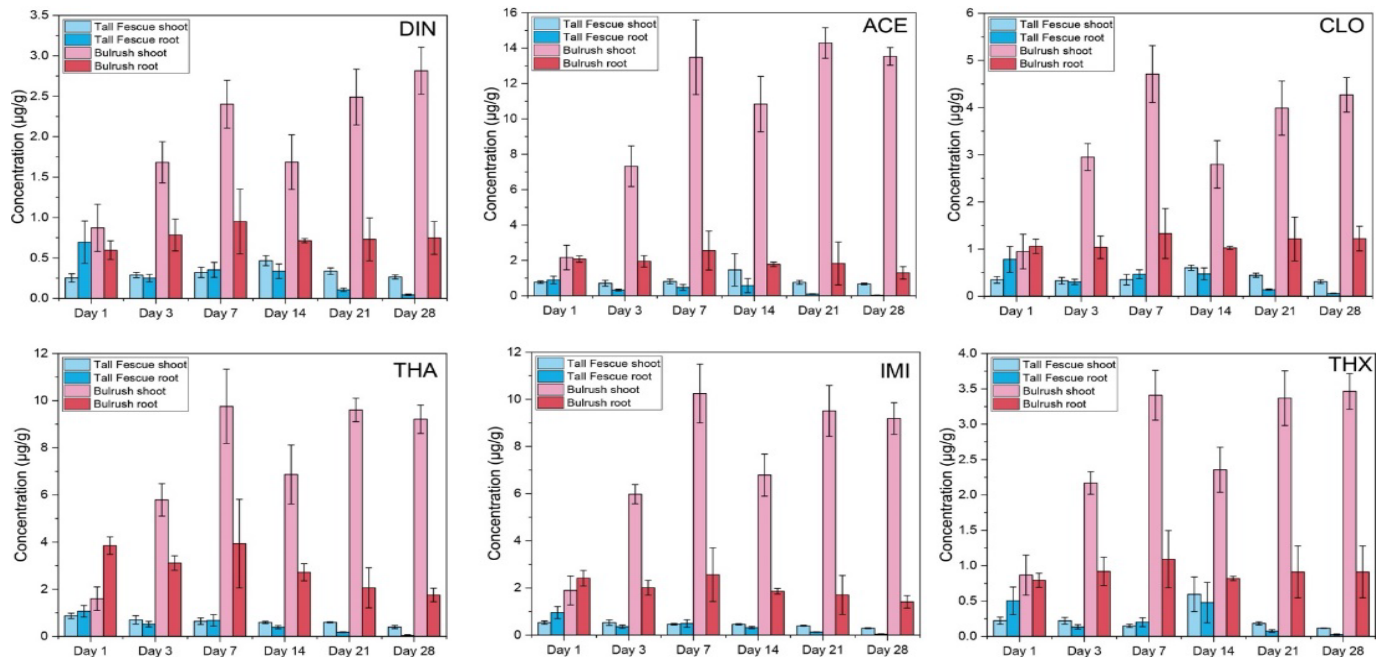 DIN
Tall Fescue shoot
Tall Fescue root
Bulrush shoot
Bulrush root
Concentration (µg/g)
3.5
3.0
2.5
2.0
1.5
1.0
0.5
0.0
Day 1 Day 3 Day 7 Day 14 Day 21 Day 28
ACE
Tall Fescue shoot
Tall Fescue root
Bulrush shoot
Bulrush root
Concentration (µg/g)
16
14
12
10
8
6
4
2
0
Day 1 Day 3 Day 7 Day 14 Day 21 Day 28
CLO
Tall Fescue shoot
Tall Fescue root
Bulrush shoot
Bulrush root
Concentration (µg/g)
6
5
4
3
2
1
0
Day 1 Day 3 Day 7 Day 14 Day 21 Day 28
THA
Tall Fescue shoot
Tall Fescue root
Bulrush shoot
Bulrush root
Concentration (µg/g)
12
10
8
6
4
2
0
Day 1 Day 3 Day 7 Day 14 Day 21 Day 28
IMI
Tall Fescue shoot
Tall Fescue root
Bulrush shoot
Bulrush root
Concentration (µg/g)
12
10
8
6
4
2
0
Day 1 Day 3 Day 7 Day 14 Day 21 Day 28
THX
Tall Fescue shoot
Tall Fescue root
Bulrush shoot
Bulrush root
Concentration (µg/g)
4.0
3.5
3.0
2.5
2.0
1.5
1.0
0.5
0.0
Day 1 Day 3 Day 7 Day 14 Day 21 Day 28